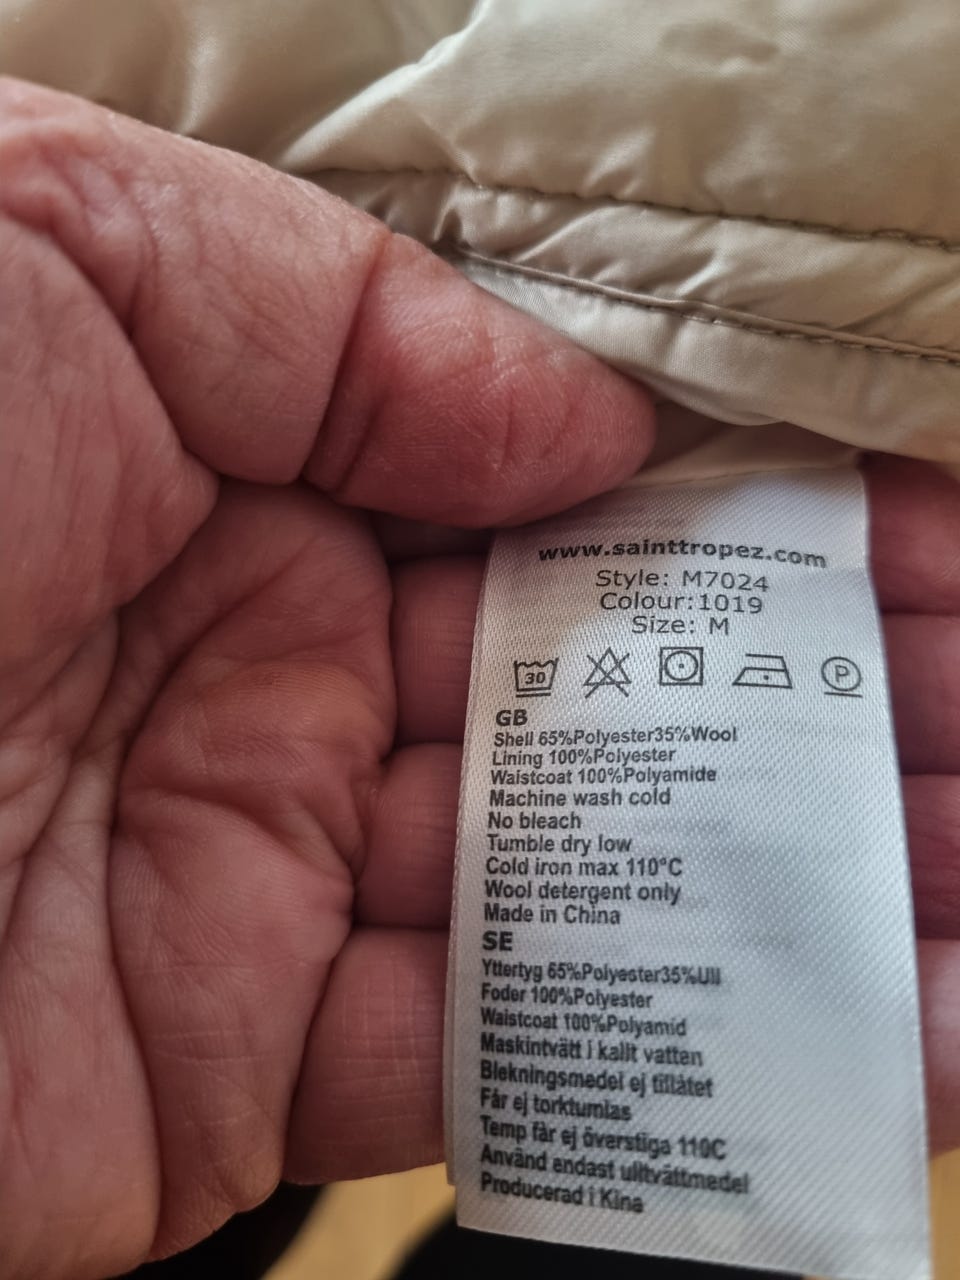 www.sainttropez.com
Style: M7024
Colour:1019
Size: M
30 P
GB
Shell 65%Polyester35%Wool
Lining 100%Polyester
Waistcoat 100%Polyamide
Machine wash cold
No bleach
Tumble dry low
Cold iron max 110°C
Wool detergent only
Made in China
SE
Yttertyg 65%Polyester35%Ull
Foder 100%Polyester
Waistcoat 100%Polyamid
Maskintvätt i kallt vatten
Blekningsmedel ej tillåtet
Får ej torktumlas
Temp får ej överstiga 110C
Använd endast ulltvättmedel
Producerad i Kina